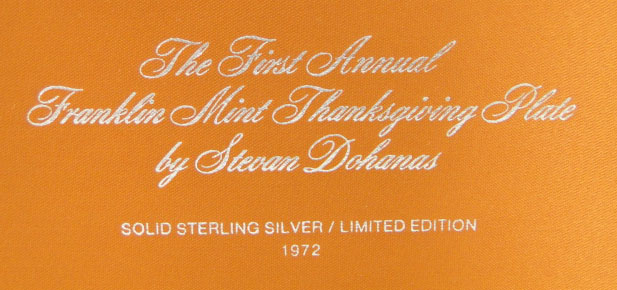 The First Annual
Franklin Mint Thanksgiving Plate
by Stevan Dohanas
SOLID STERLING SILVER / LIMITED EDITION
1972